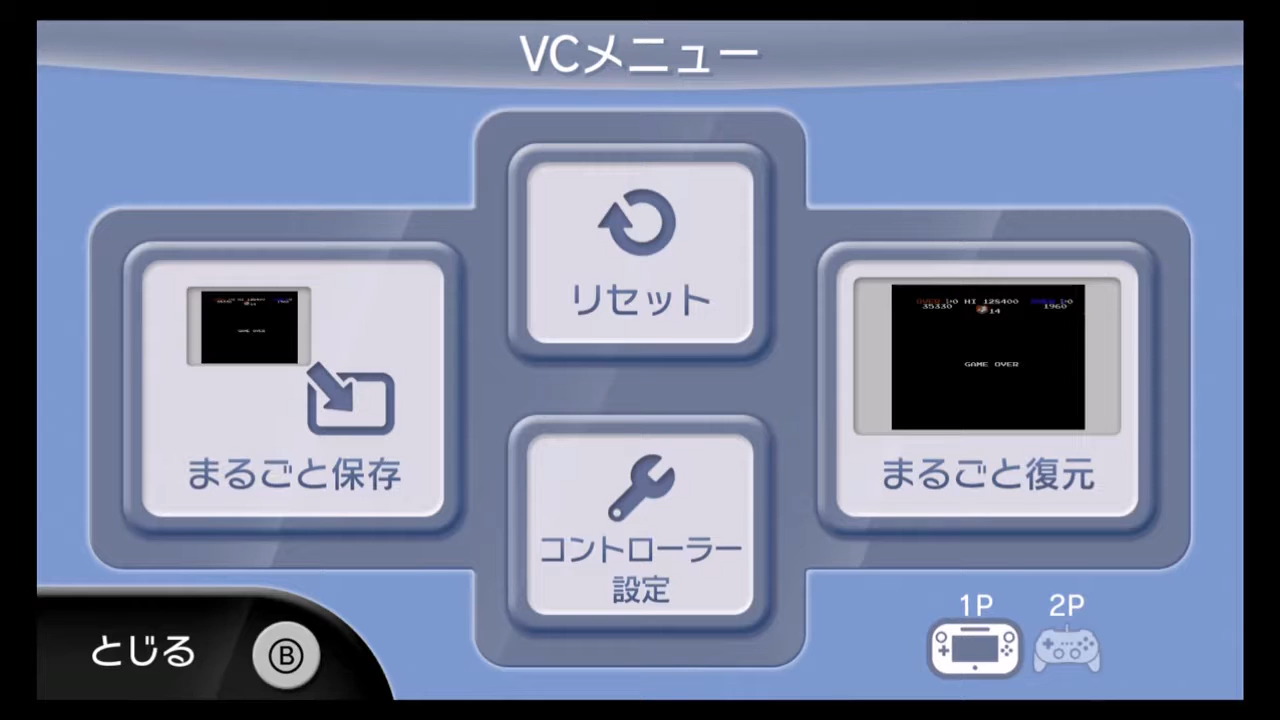 VCメニュー
リセット
まるごと保存
コントローラー
設定
HI 128400
35330
1960
14
GAME OVER
まるごと復元
とじる
B
1P
2P